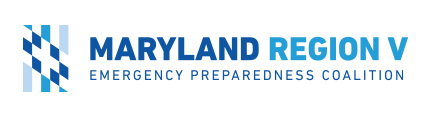 MARYLAND REGION V
EMERGENCY PREPAREDNESS COALITION